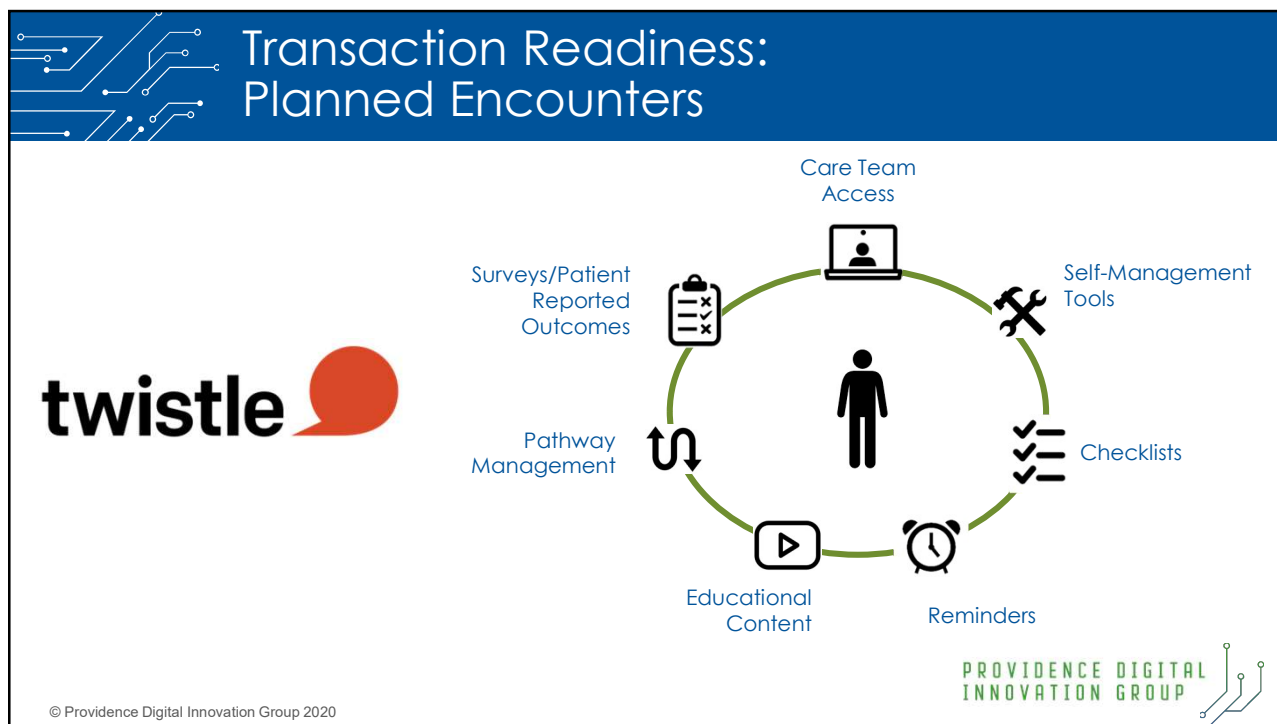 Transaction Readiness:
Planned Encounters
Care Team
Access
Surveys/Patient
Reported
Outcomes
Self-Management
Tools
twistle
Pathway
Management
Checklists
Educational
Content
Reminders
PROVIDENCE DIGITAL
INNOVATION GROUP
© Providence Digital Innovation Group 2020